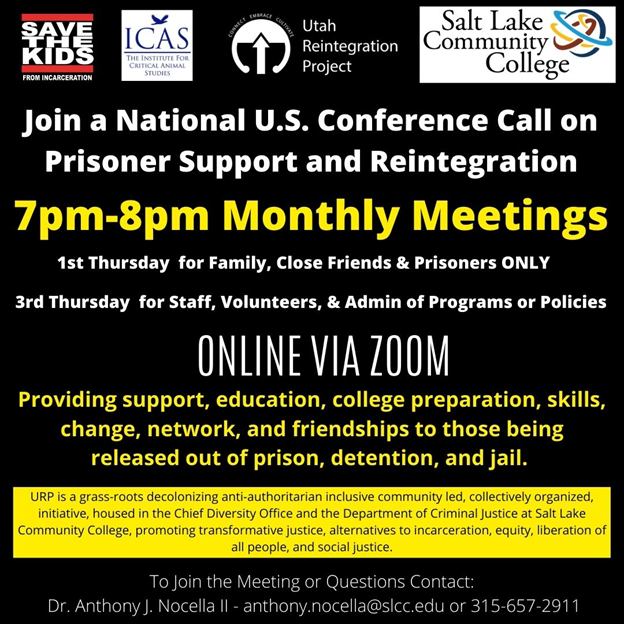 SAVE
THE
KIDS
FROM INCARCERATION
ICAS
THE INSTITUTE FOR
CRITICAL ANIMAL
STUDIES
CONNECT EMBRACE CULTIVATE
Utah
Reintegration
Project
Salt Lake
Community
College
Join a National U.S. Conference Call on
Prisoner Support and Reintegration
7pm-8pm Monthly Meetings
1st Thursday for Family, Close Friends & Prisoners ONLY
3rd Thursday for Staff, Volunteers, & Admin of Programs or Policies
ONLINE VIA ZOOM
Providing support, education, college preparation, skills,
change, network, and friendships to those being
released out of prison, detention, and jail.
URP is a grass-roots decolonizing anti-authoritarian inclusive community led, collectively organized,
initiative, housed in the Chief Diversity Office and the Department of Criminal Justice at Salt Lake
Community College, promoting transformative justice, alternatives to incarceration, equity, liberation of
all people, and social justice.
To Join the Meeting or Questions Contact:
Dr. Anthony J. Nocella II - anthony.nocella@slcc.edu or 315-657-2911